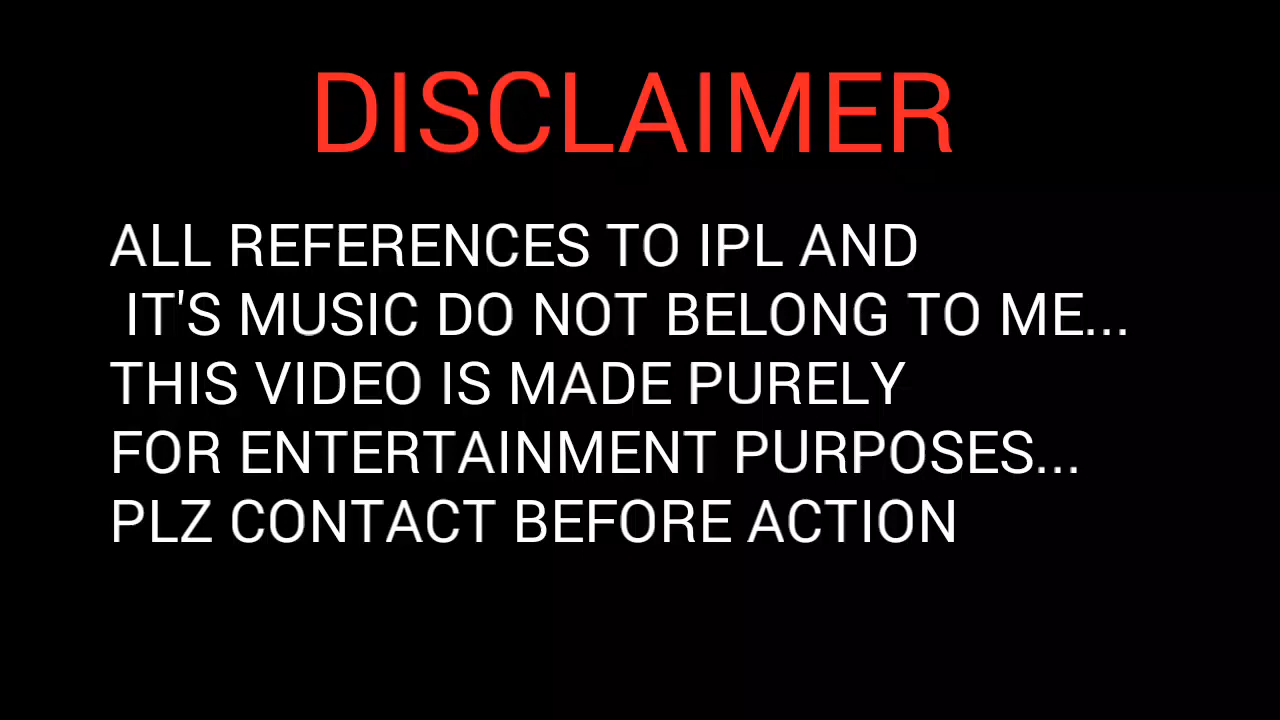 DISCLAIMER
ALL REFERENCES TO IPL AND
IT'S MUSIC DO NOT BELONG TO ME...
THIS VIDEO IS MADE PURELY
FOR ENTERTAINMENT PURPOSES...
PLZ CONTACT BEFORE ACTION